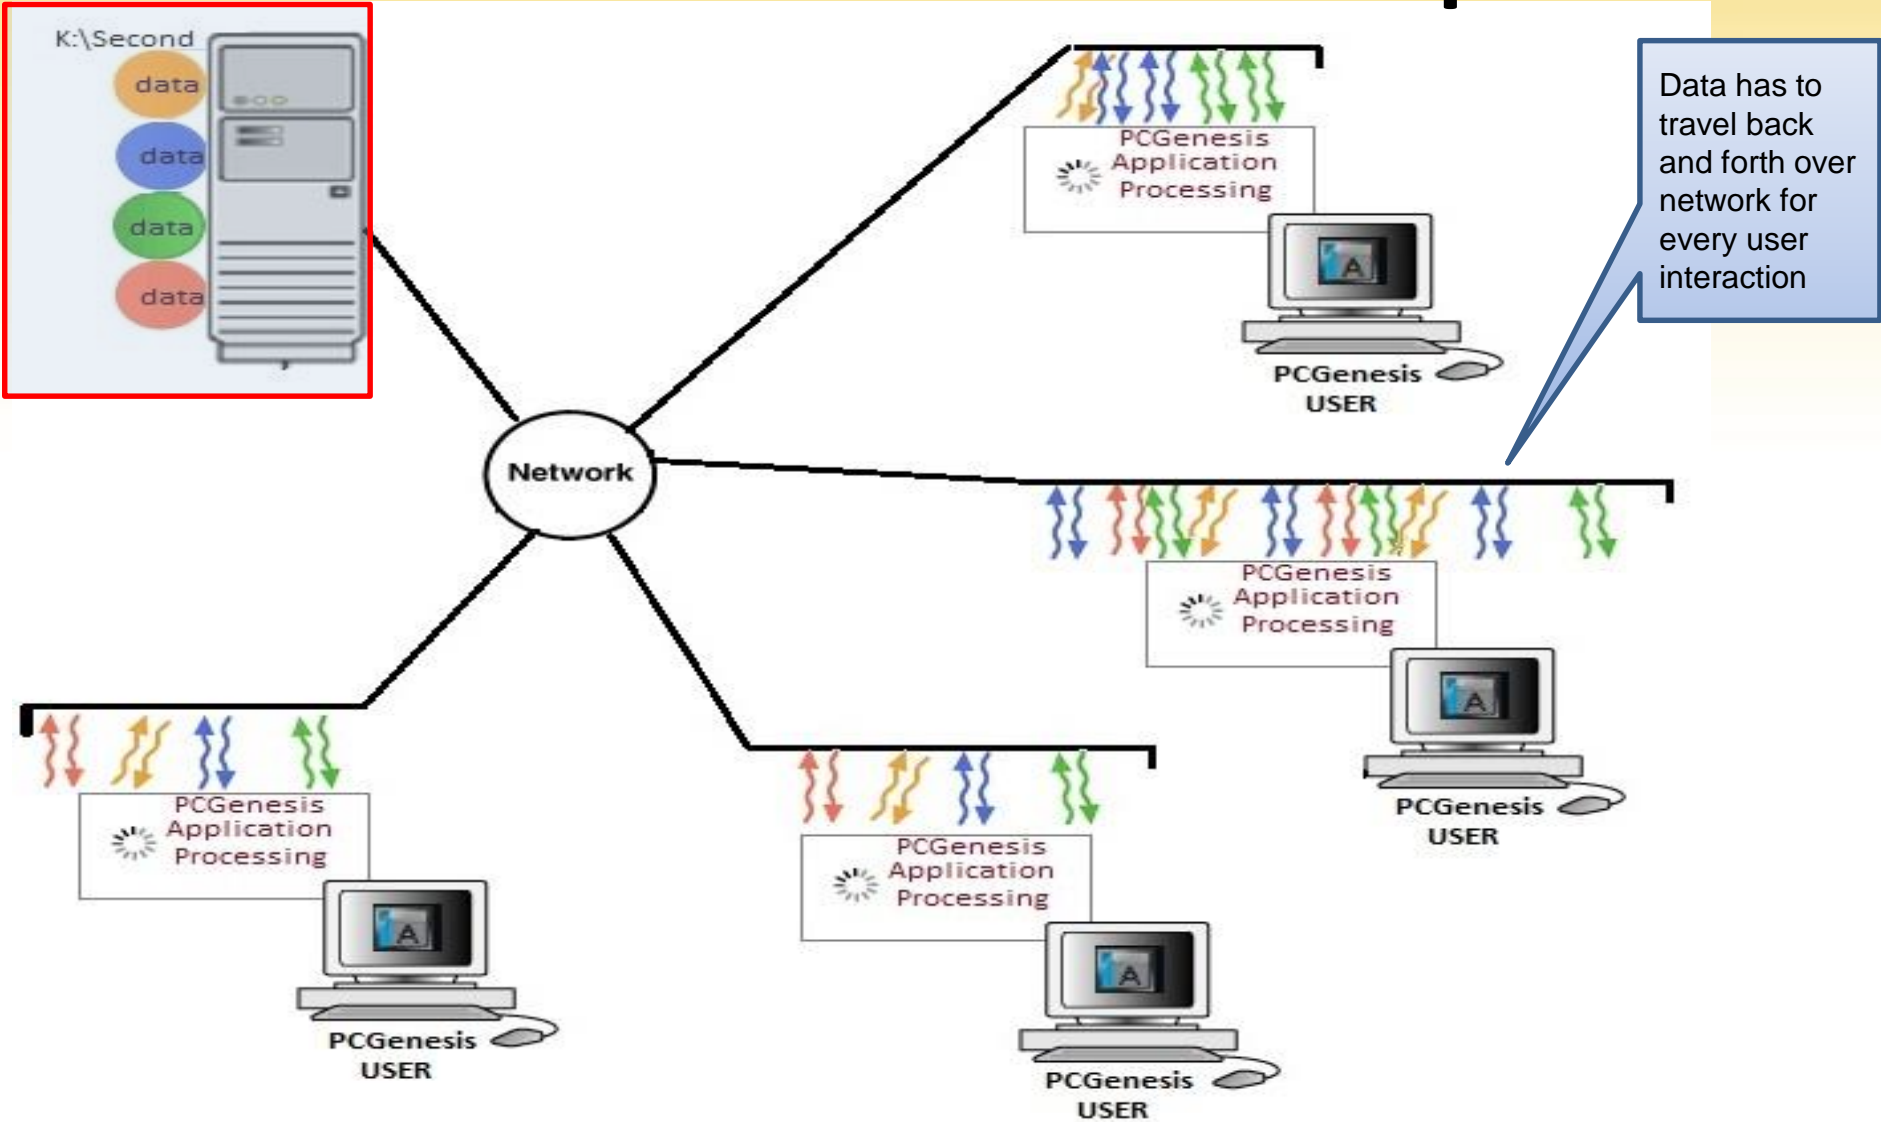 K:\Second
data
data
data
data
PCGenesis
Application
Processing
PCGenesis
USER
Data has to
travel back
and forth over
network for
every user
interaction
Network
PCGenesis
Application
Processing
PCGenesis
USER
PCGenesis
Application
Processing
PCGenesis
USER
PCGenesis
Application
Processing
PCGenesis
USER
A
A
A
A